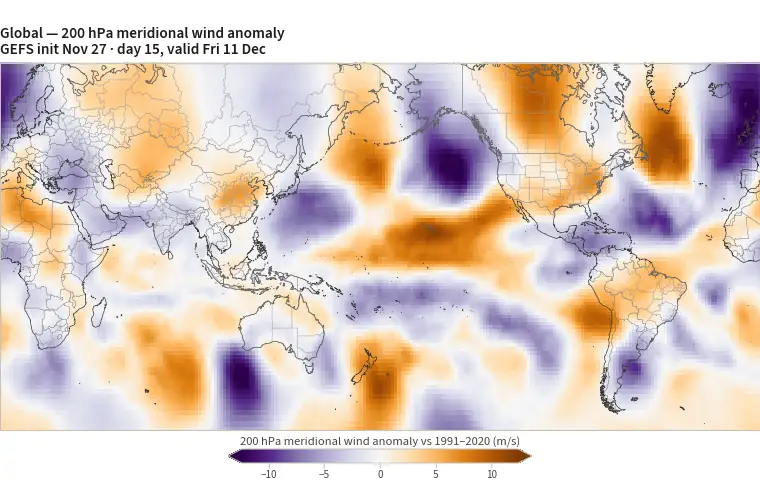 Global — 200 hPa meridional wind anomaly
GEFS init Nov 27 · day 15, valid Fri 11 Dec
200 hPa meridional wind anomaly vs 1991–2020 (m/s)
−10 −5 0 5 10